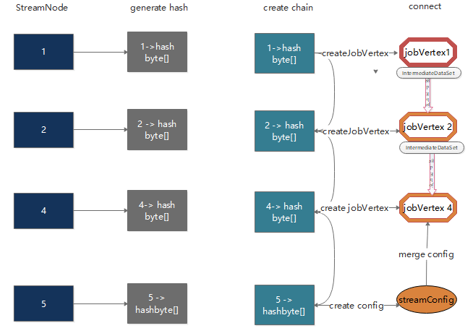 StreamNode
generate hash
create chain
connect
1
1->hash
byte[]
1->hash
byte[]
createJobVertex
jobVertex1
IntermediateDataSet
2
2 -> hash
byte[]
2 -> hash
byte[]
createJobVertex
jobVertex 2
IntermediateDataSet
4
4-> hash
byte[]
4-> hash
byte[]
create jobVertex
jobVertex 4
merge config
5
5 ->
hashbyte[]
5 ->
hashbyte[]
create config
streamConfig